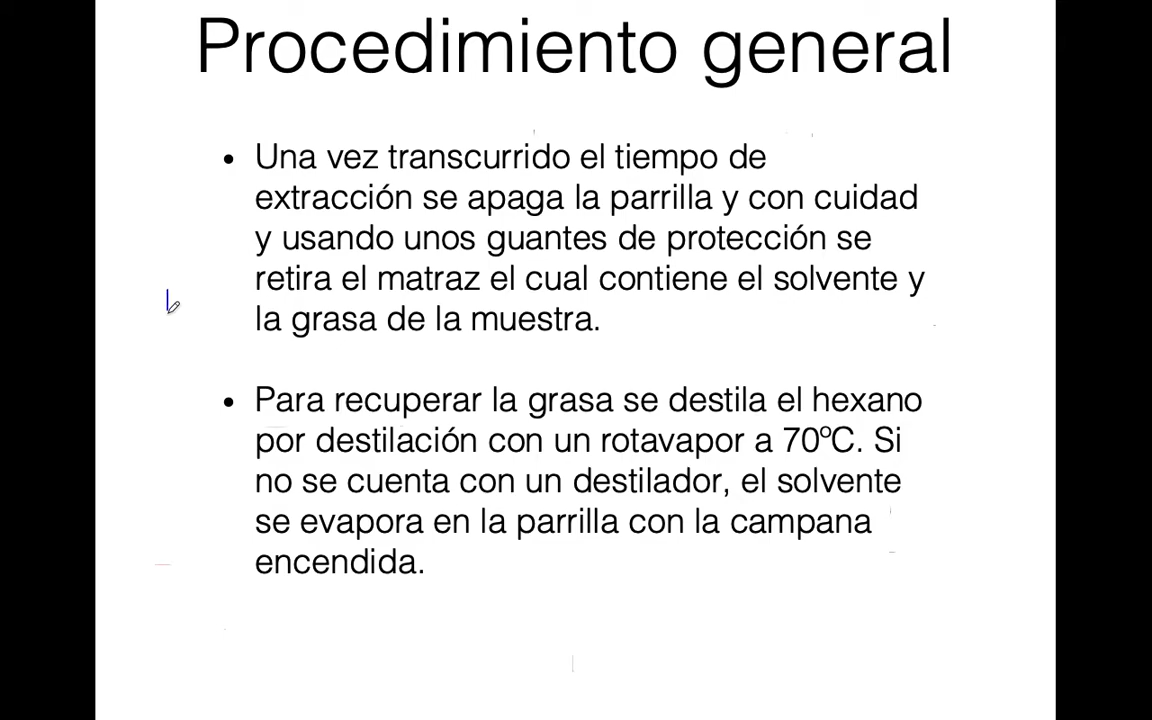 Procedimiento general
• Una vez transcurrido el tiempo de
extracción se apaga la parrilla y con cuidad
y usando unos guantes de protección se
retira el matraz el cual contiene el solvente y
la grasa de la muestra.
• Para recuperar la grasa se destila el hexano
por destilación con un rotavapor a 70ºC. Si
no se cuenta con un destilador, el solvente
se evapora en la parrilla con la campana
encendida.